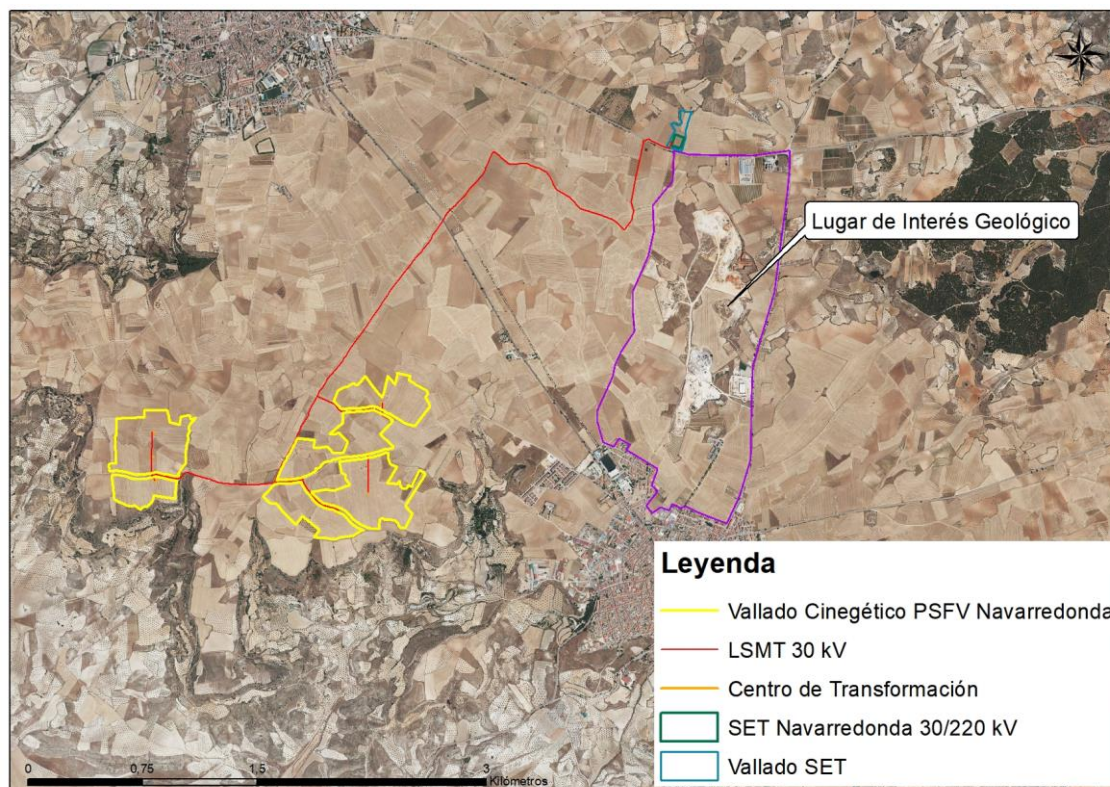 Lugar de Interés Geológico
Leyenda
Vallado Cinegético PSFV Navarredonda
LSMT 30 kV
Centro de Transformación
SET Navarredonda 30/220 kV
Vallado SET
0 0,75 1,5 3
Kilómetros